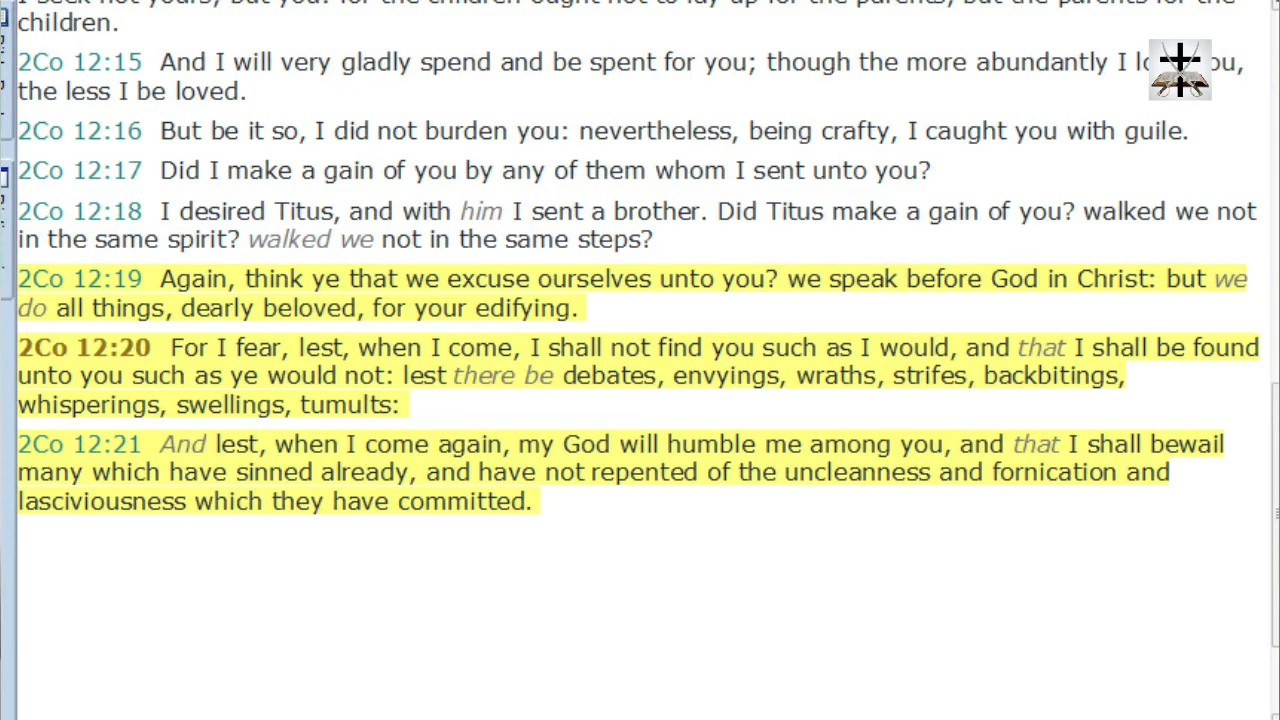 children.
2Co 12:15 And I will very gladly spend and be spent for you; though the more abundantly I
the less I be loved.
2Co 12:16 But be it so, I did not burden you: nevertheless, being crafty, I caught you with guile.
2Co 12:17 Did I make a gain of you by any of them whom I sent unto you?
2Co 12:18 I desired Titus, and with him I sent a brother. Did Titus make a gain of you? walked we not
in the same spirit? walked we not in the same steps?
2Co 12:19 Again, think ye that we excuse ourselves unto you? we speak before God in Christ: but we
do all things, dearly beloved, for your edifying.
2Co 12:20 For I fear, lest, when I come, I shall not find you such as I would, and that I shall be found
unto you such as ye would not: lest there be debates, envyings, wraths, strifes, backbitings,
whisperings, swellings, tumults:
2Co 12:21 And lest, when I come again, my God will humble me among you, and that I shall bewail
many which have sinned already, and have not repented of the uncleanness and fornication and
lasciviousness which they have committed.